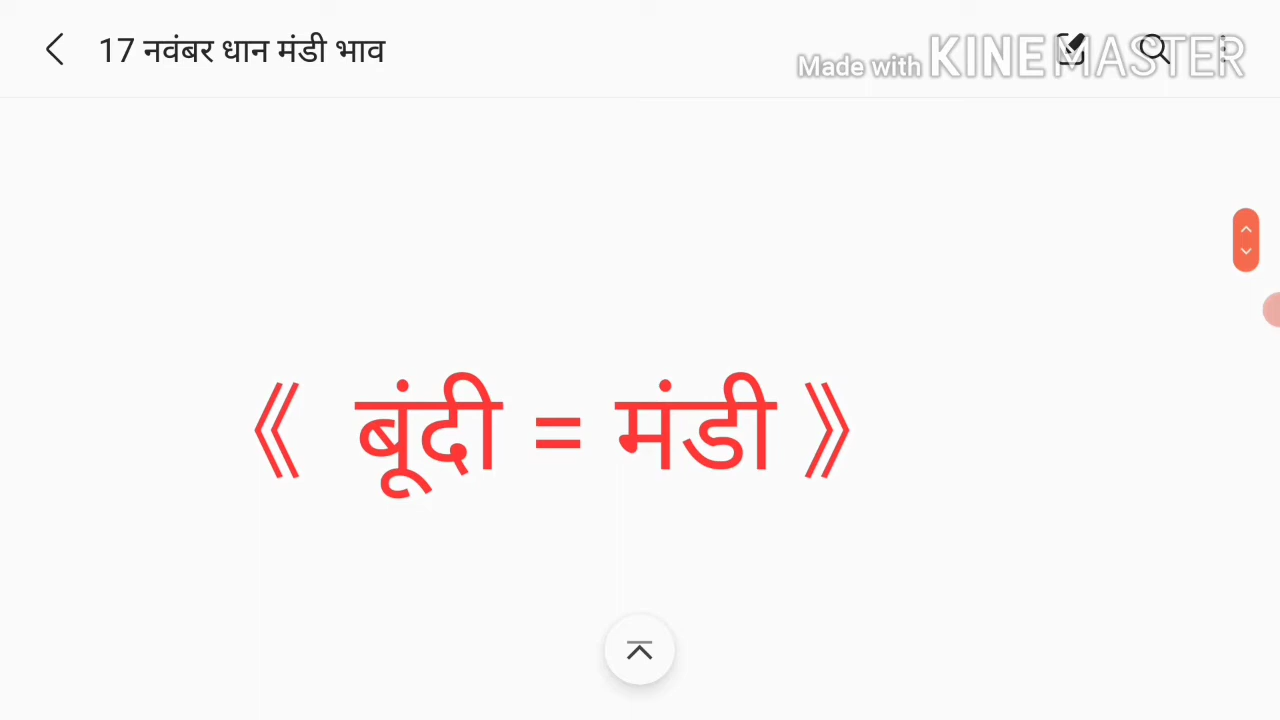 17 नवंबर धान मंडी भाव
Made with KINEMASTER
《 बूंदी = मंडी 》